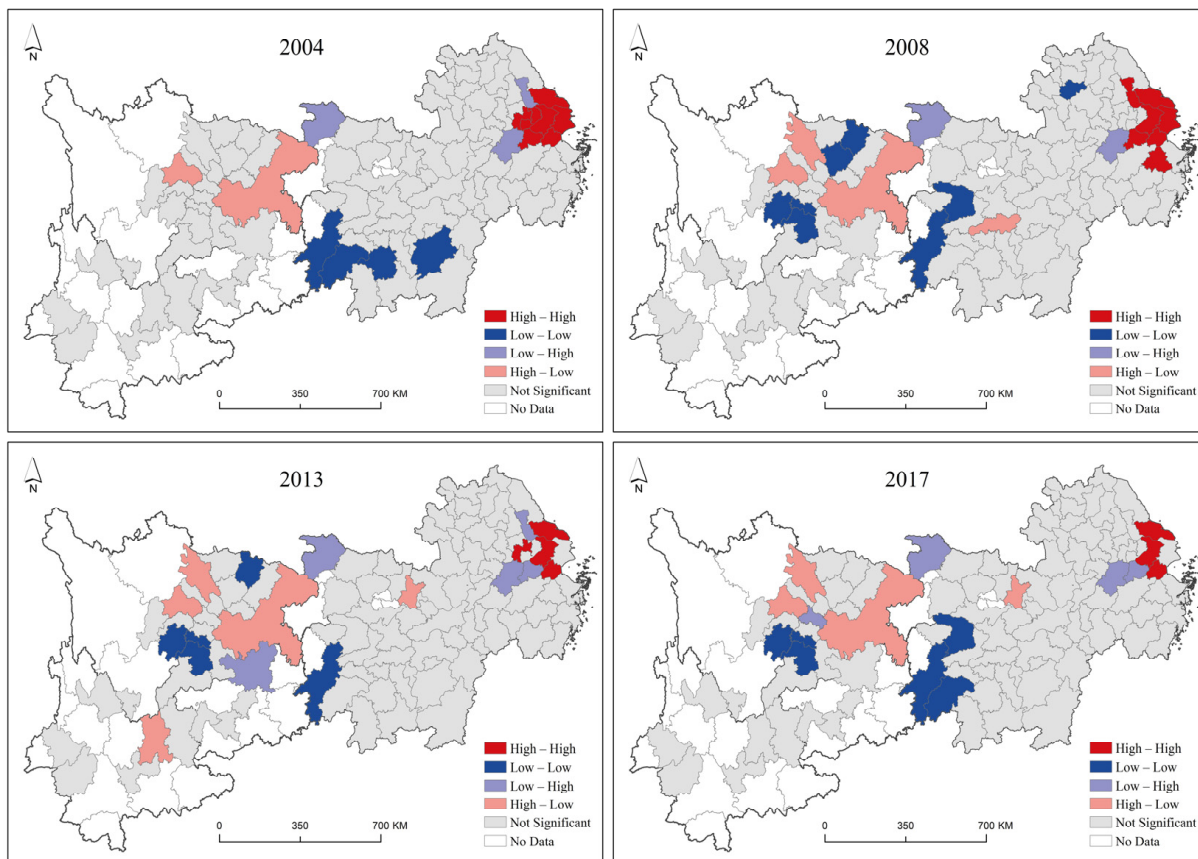 N
2004
High – High
Low – Low
Low – High
High – Low
Not Significant
No Data
0 350 700 KM
N
2008
High – High
Low – Low
Low – High
High – Low
Not Significant
No Data
0 350 700 KM
N
2013
High – High
Low – Low
Low – High
High – Low
Not Significant
No Data
0 350 700 KM
N
2017
High – High
Low – Low
Low – High
High – Low
Not Significant
No Data
0 350 700 KM